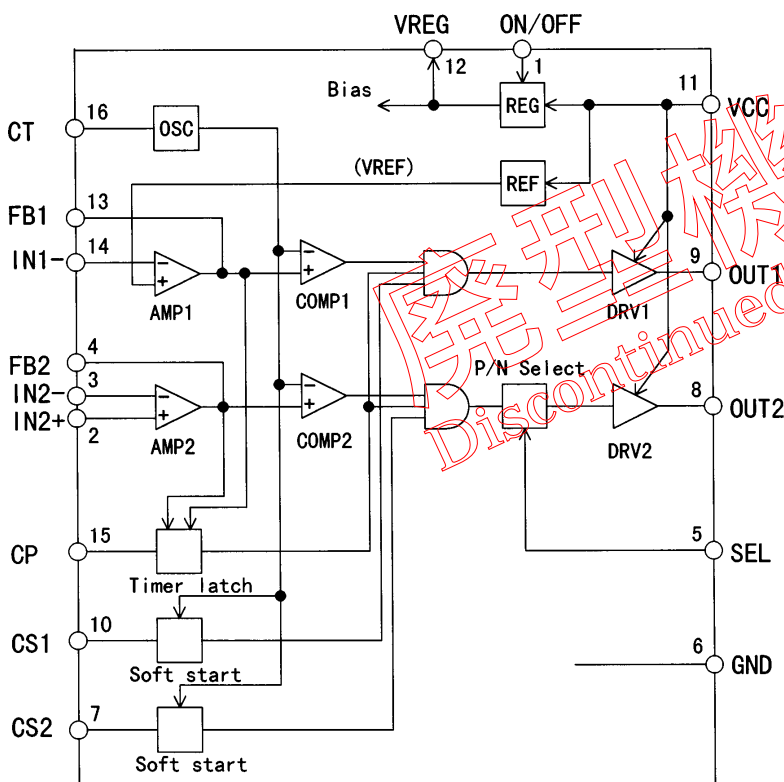 VREG
ON/OFF
12
1
11
Bias
REG
VCC
16
CT
OSC
(VREF)
REF
13
FB1
14
IN1-
-
+
AMP1
-
+
COMP1
9
OUT1
DRV1
4
FB2
P/N Select
3
IN2-
IN2+
2
-
+
AMP2
-
+
COMP2
8
OUT2
DRV2
15
CP
Timer latch
5
SEL
10
CS1
Soft start
6
GND
7
CS2
Soft start
廃型機
Discontinued